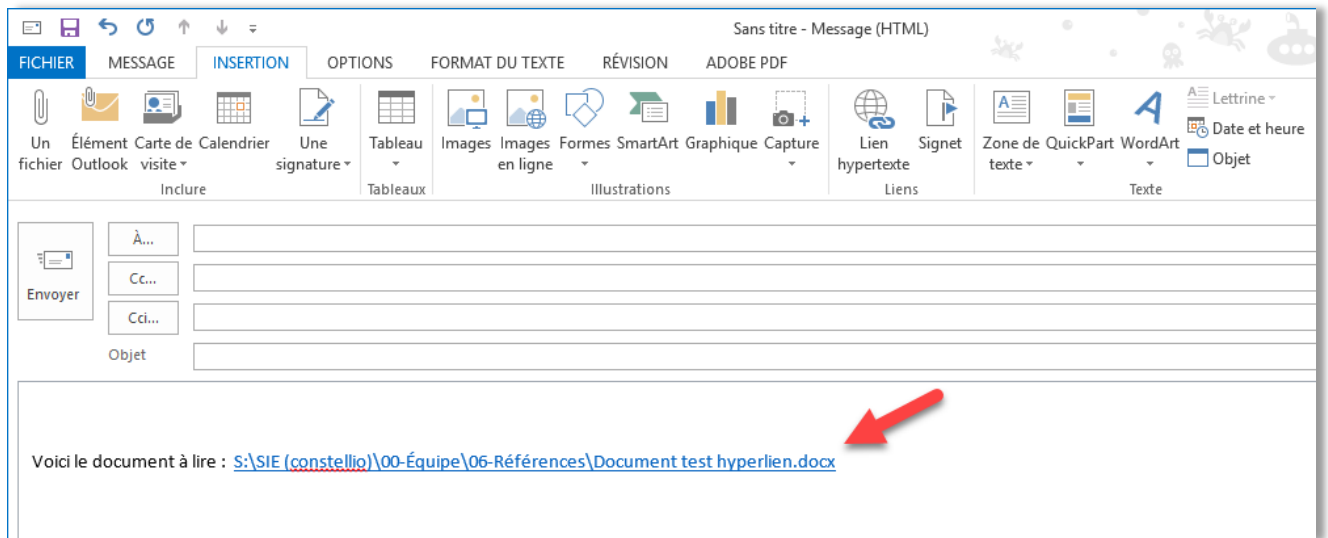 Sans titre - Message (HTML)
FICHIER MESSAGE INSERTION OPTIONS FORMAT DU TEXTE RÉVISION ADOBE PDF
Un fichier
Élément Outlook
Carte de visite
Calendrier
Une signature
Tableau
Images
Images en ligne
Formes
SmartArt
Graphique
Capture
Lien hypertexte
Signet
Zone de texte
QuickPart
WordArt
Lettrine
Date et heure
Objet
Inclure Tableaux Illustrations Liens Texte
Envoyer
À...
Cc...
Cci...
Objet
Voici le document à lire : S:\SIE (constellio)\00-Équipe\06-Références\Document test hyperlien.docx